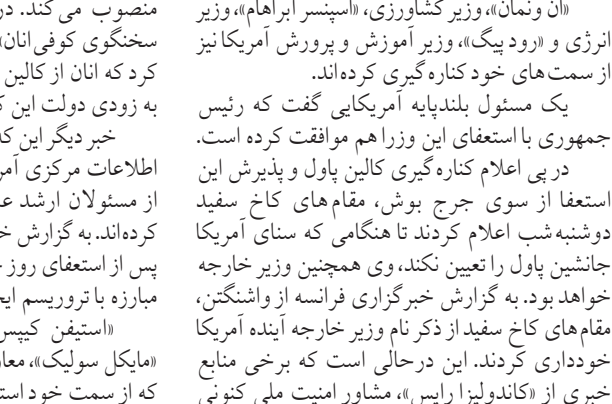 «آن ونمان»، وزیر کشاورزی، «اسپنسر آبراهام»، وزیر
انرژی و «رود پیگ»، وزیر آموزش و پرورش آمریکا نیز
از سمت‌های خود کناره گیری کرده‌اند.
یک مسئول بلندپایه آمریکایی گفت که رئیس
جمهوری با استعفای این وزرا هم موافقت کرده است.
در پی اعلام کناره گیری کالین پاول و پذیرش این
استعفا از سوی جرج بوش، مقام‌های کاخ سفید
دوشنبه شب اعلام کردند تا هنگامی که سنای آمریکا
جانشین پاول را تعیین نکند، وی همچنین وزیر خارجه
خواهد بود. به گزارش خبرگزاری فرانسه از واشنگتن،
مقام‌های کاخ سفید از ذکر نام وزیر خارجه آینده آمریکا
خودداری کردند. این درحالی است که برخی منابع
خبری از «کاندولیزا رایس»، مشاور امنیت ملی کنونی
منصوب می‌کند. در
سخنگوی کوفی انان»
کرد که انان از کالین
به زودی دولت این ک
خبر دیگر این که
اطلاعات مرکزی آمر
از مسئولان ارشد ع
کرده‌اند. به گزارش خ
پس از استعفای روز ج
مبارزه با تروریسم ایج
«استیفن کیپس
«مایکل سولیک»، معا
که از سمت خود است